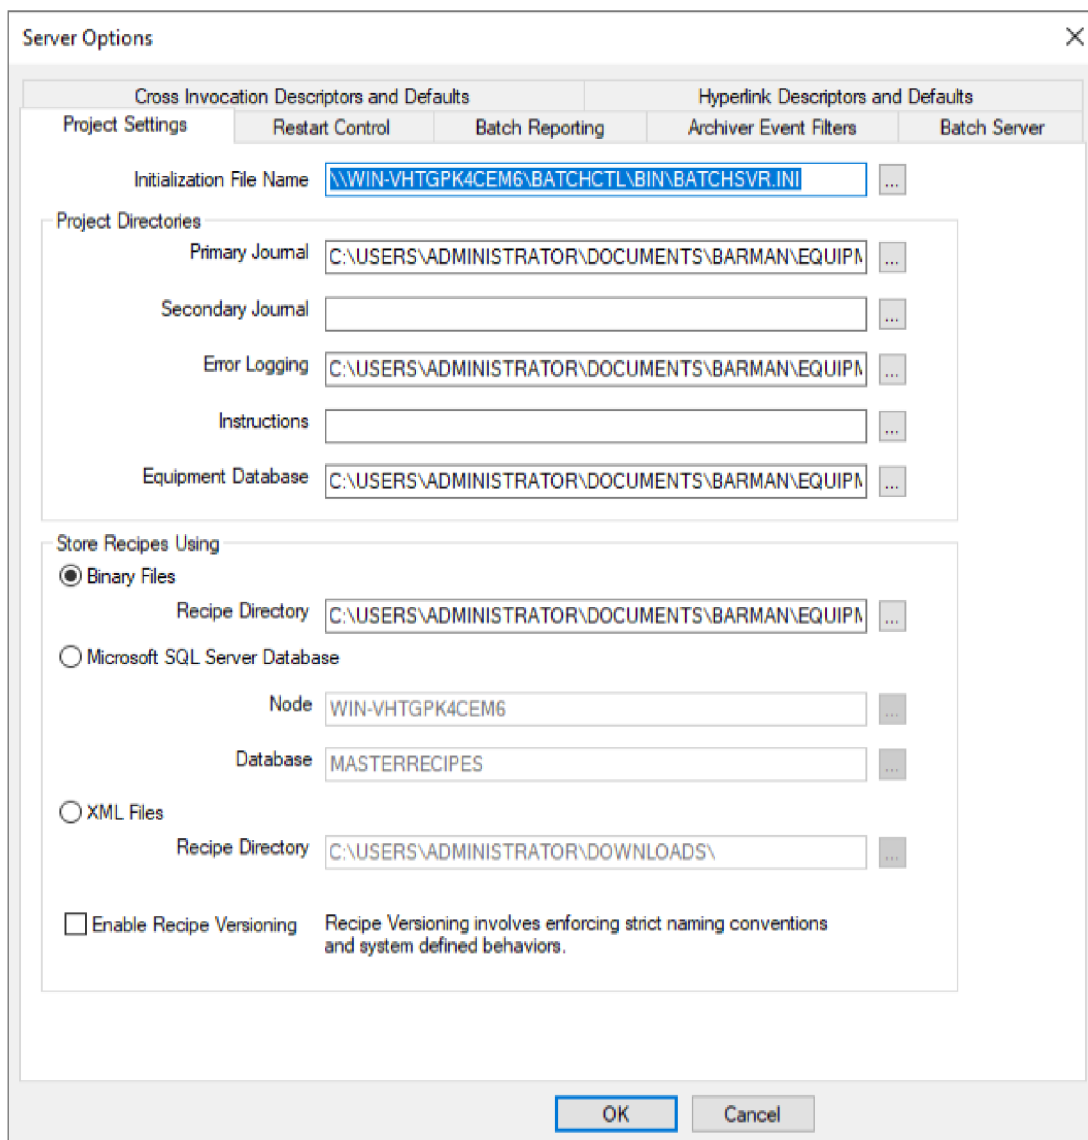 Server Options
Cross Invocation Descriptors and Defaults
Hyperlink Descriptors and Defaults
Project Settings
Restart Control
Batch Reporting
Archiver Event Filters
Batch Server
Initialization File Name
\\WIN-VHTGPK4CEM6\BATCHCTL\BIN\BATCHSVR.INI
...
Project Directories
Primary Journal
C:\USERS\ADMINISTRATOR\DOCUMENTS\BARMAN\EQUIPM
...
Secondary Journal
...
Error Logging
C:\USERS\ADMINISTRATOR\DOCUMENTS\BARMAN\EQUIPM
...
Instructions
...
Equipment Database
C:\USERS\ADMINISTRATOR\DOCUMENTS\BARMAN\EQUIPM
...
Store Recipes Using
Binary Files
Recipe Directory
C:\USERS\ADMINISTRATOR\DOCUMENTS\BARMAN\EQUIPM
...
Microsoft SQL Server Database
Node
WIN-VHTGPK4CEM6
...
Database
MASTERRECIPES
...
XML Files
Recipe Directory
C:\USERS\ADMINISTRATOR\DOWNLOADS\
...
Enable Recipe Versioning
Recipe Versioning involves enforcing strict naming conventions
and system defined behaviors.
OK
Cancel